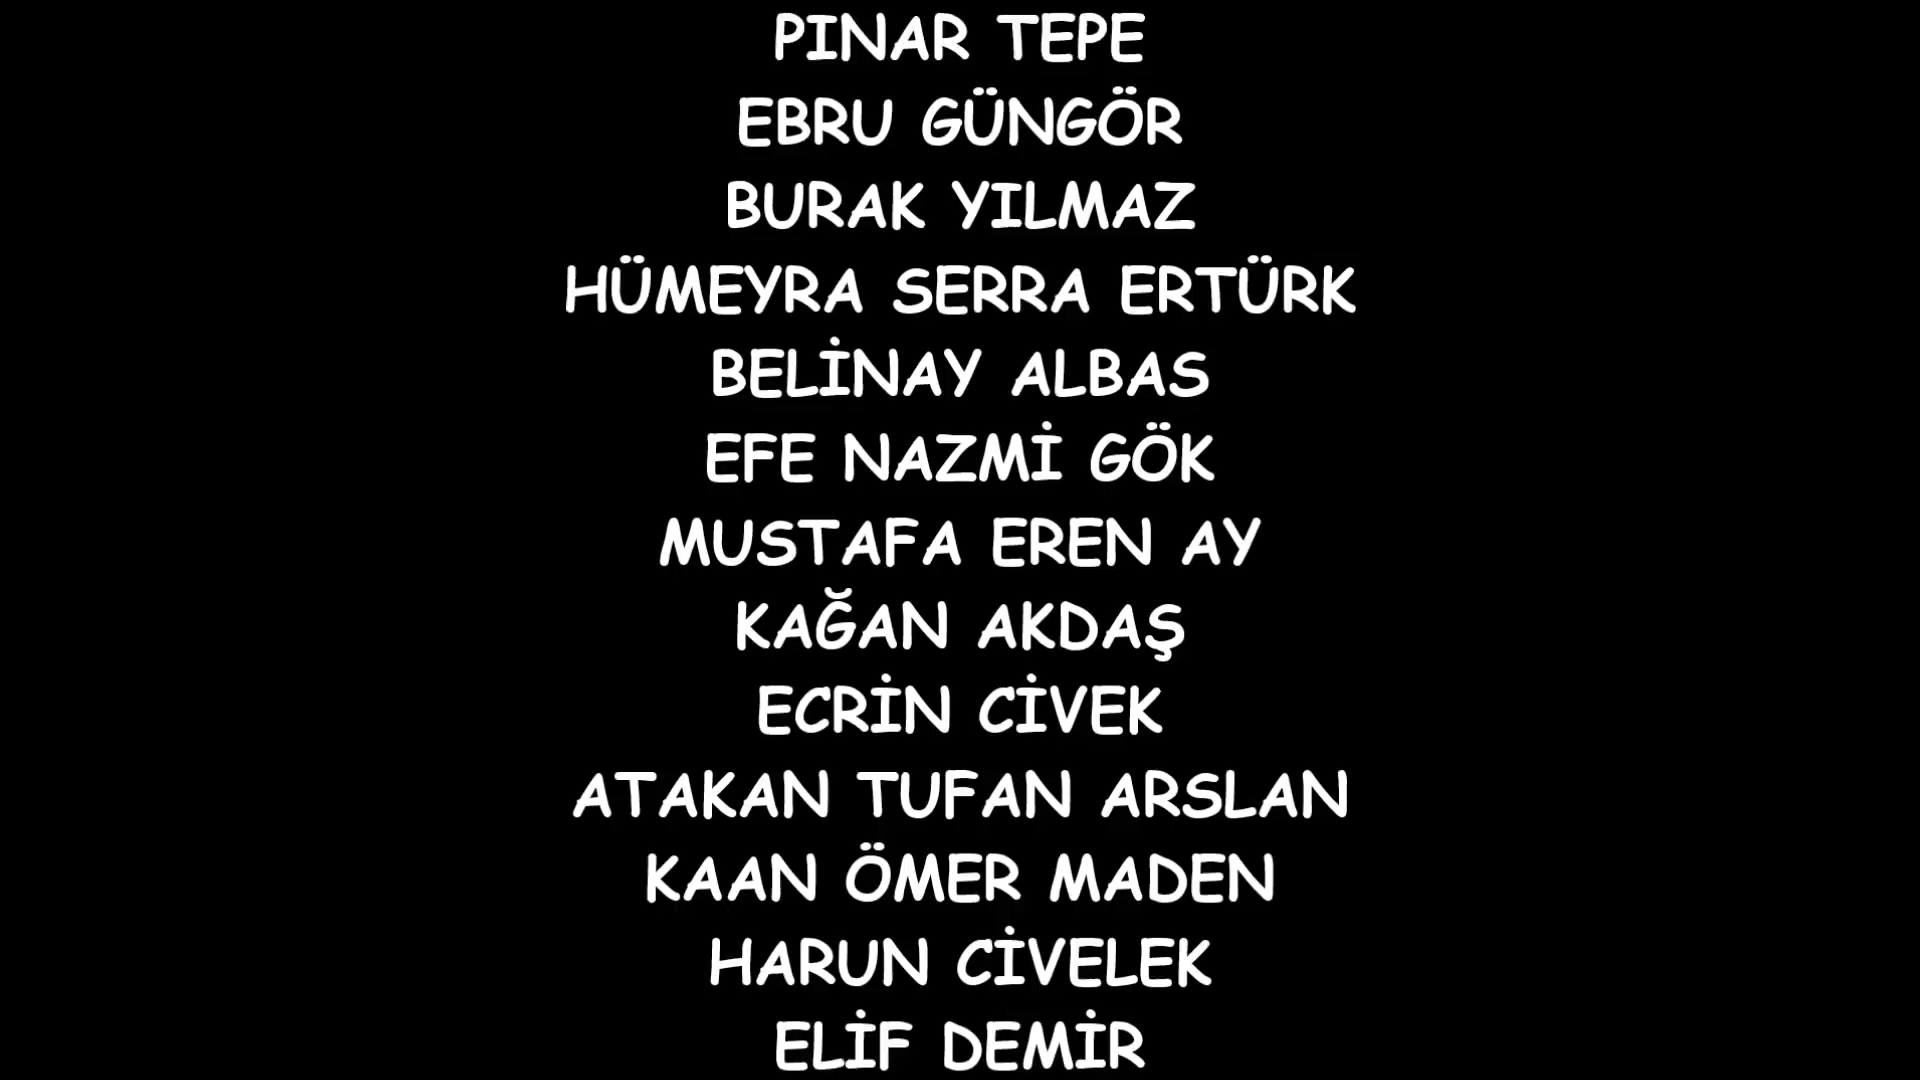 PINAR TEPE
EBRU GÜNGÖR
BURAK YILMAZ
HÜMEYRA SERRA ERTÜRK
BELİNAY ALBAS
EFE NAZMİ GÖK
MUSTAFA EREN AY
KAĞAN AKDAŞ
ECRİN CİVEK
ATAKAN TUFAN ARSLAN
KAAN ÖMER MADEN
HARUN CİVELEK
ELİF DEMİR